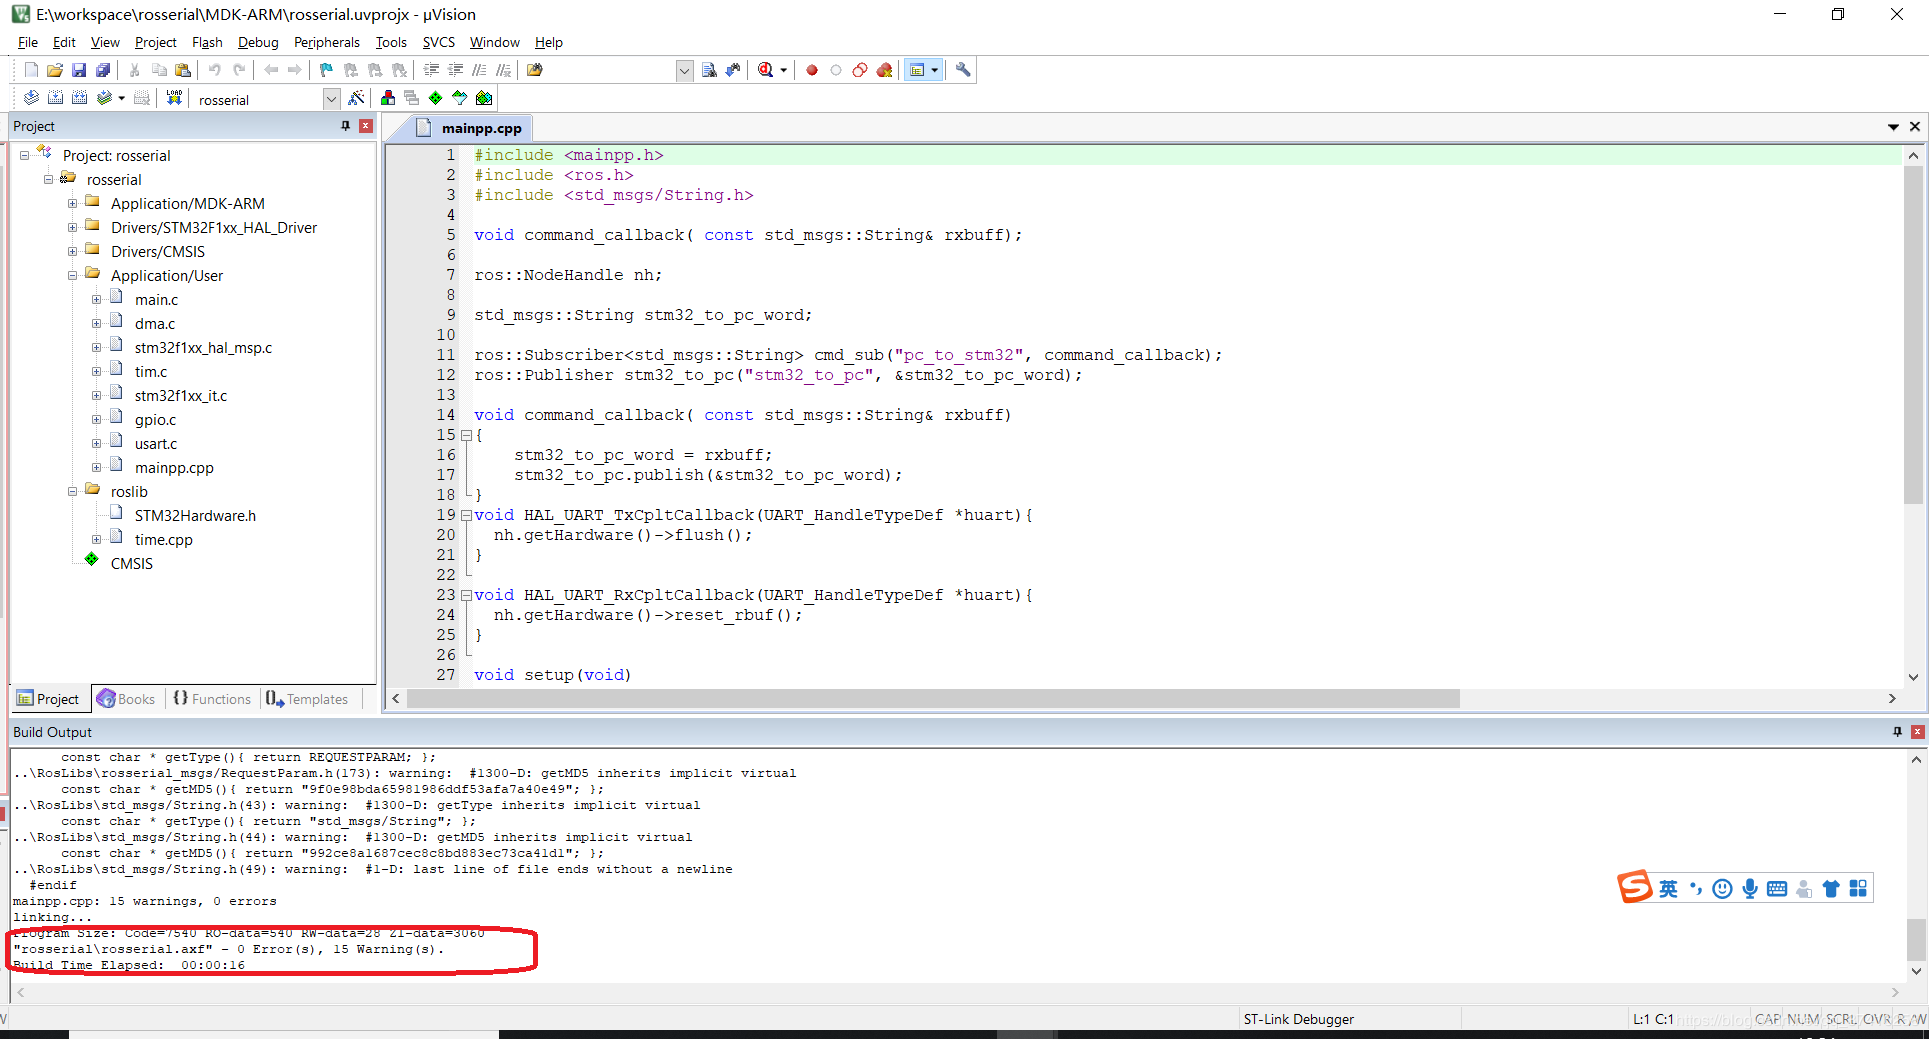 E:\workspace\rosserial\MDK-ARM\rosserial.uvprojx - µVision
File Edit View Project Flash Debug Peripherals Tools SVCS Window Help
LOAD rosserial
Project
mainpp.cpp
Project: rosserial
rosserial
Application/MDK-ARM
Drivers/STM32F1xx_HAL_Driver
Drivers/CMSIS
Application/User
main.c
dma.c
stm32f1xx_hal_msp.c
tim.c
stm32f1xx_it.c
gpio.c
usart.c
mainpp.cpp
roslib
STM32Hardware.h
time.cpp
CMSIS
Project Books Functions Templates
1 #include <mainpp.h>
2 #include <ros.h>
3 #include <std_msgs/String.h>
4
5 void command_callback( const std_msgs::String& rxbuff);
6
7 ros::NodeHandle nh;
8
9 std_msgs::String stm32_to_pc_word;
10
11 ros::Subscriber<std_msgs::String> cmd_sub("pc_to_stm32", command_callback);
12 ros::Publisher stm32_to_pc("stm32_to_pc", &stm32_to_pc_word);
13
14 void command_callback( const std_msgs::String& rxbuff)
15 {
16 stm32_to_pc_word = rxbuff;
17 stm32_to_pc.publish(&stm32_to_pc_word);
18 }
19 void HAL_UART_TxCpltCallback(UART_HandleTypeDef *huart){
20 nh.getHardware()->flush();
21 }
22
23 void HAL_UART_RxCpltCallback(UART_HandleTypeDef *huart){
24 nh.getHardware()->reset_rbuf();
25 }
26
27 void setup(void)
Build Output
const char * getType(){ return REQUESTPARAM; };
..\RosLibs\rosserial_msgs/RequestParam.h(173): warning: #1300-D: getMD5 inherits implicit virtual
const char * getMD5(){ return "9f0e98bda65981986ddf53afa7a40e49"; };
..\RosLibs\std_msgs/String.h(43): warning: #1300-D: getType inherits implicit virtual
const char * getType(){ return "std_msgs/String"; };
..\RosLibs\std_msgs/String.h(44): warning: #1300-D: getMD5 inherits implicit virtual
const char * getMD5(){ return "992ce8a1687cec8c8bd883ec73ca41d1"; };
..\RosLibs\std_msgs/String.h(49): warning: #1-D: last line of file ends without a newline
#endif
mainpp.cpp: 15 warnings, 0 errors
linking...
Program Size: Code=7540 RO-data=540 RW-data=28 ZI-data=3060
"rosserial\rosserial.axf" - 0 Error(s), 15 Warning(s).
Build Time Elapsed: 00:00:16
英
ST-Link Debugger L:1 C:1 CAP NUM SCRL OVR R/W